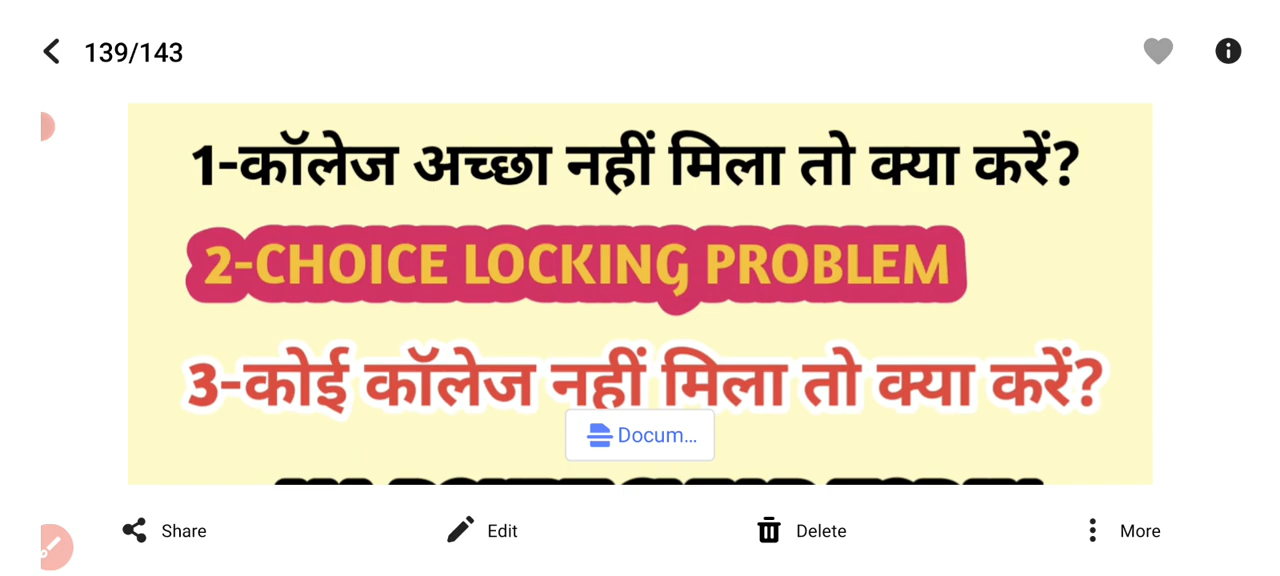 139/143
1-कॉलेज अच्छा नहीं मिला तो क्या करें?
2-CHOICE LOCKING PROBLEM
3-कोई कॉलेज नहीं मिला तो क्या करें?
Docum...
Share Edit Delete More